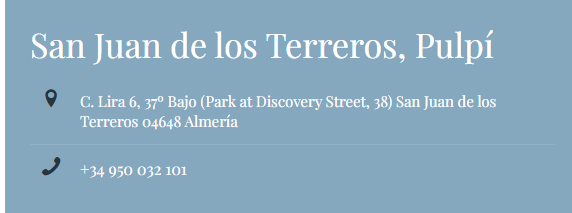 San Juan de los Terreros, Pulpí
C. Lira 6, 37º Bajo (Park at Discovery Street, 38) San Juan de los
Terreros 04648 Almería
+34 950 032 101